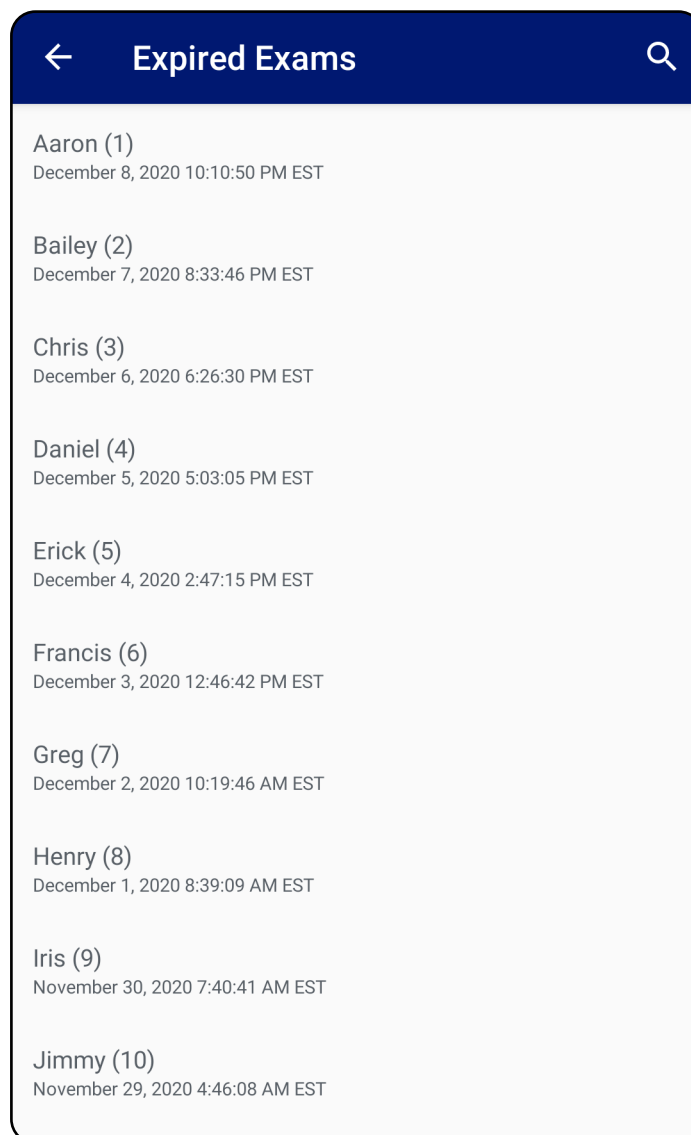 Expired Exams
Aaron (1)
December 8, 2020 10:10:50 PM EST
Bailey (2)
December 7, 2020 8:33:46 PM EST
Chris (3)
December 6, 2020 6:26:30 PM EST
Daniel (4)
December 5, 2020 5:03:05 PM EST
Erick (5)
December 4, 2020 2:47:15 PM EST
Francis (6)
December 3, 2020 12:46:42 PM EST
Greg (7)
December 2, 2020 10:19:46 AM EST
Henry (8)
December 1, 2020 8:39:09 AM EST
Iris (9)
November 30, 2020 7:40:41 AM EST
Jimmy (10)
November 29, 2020 4:46:08 AM EST